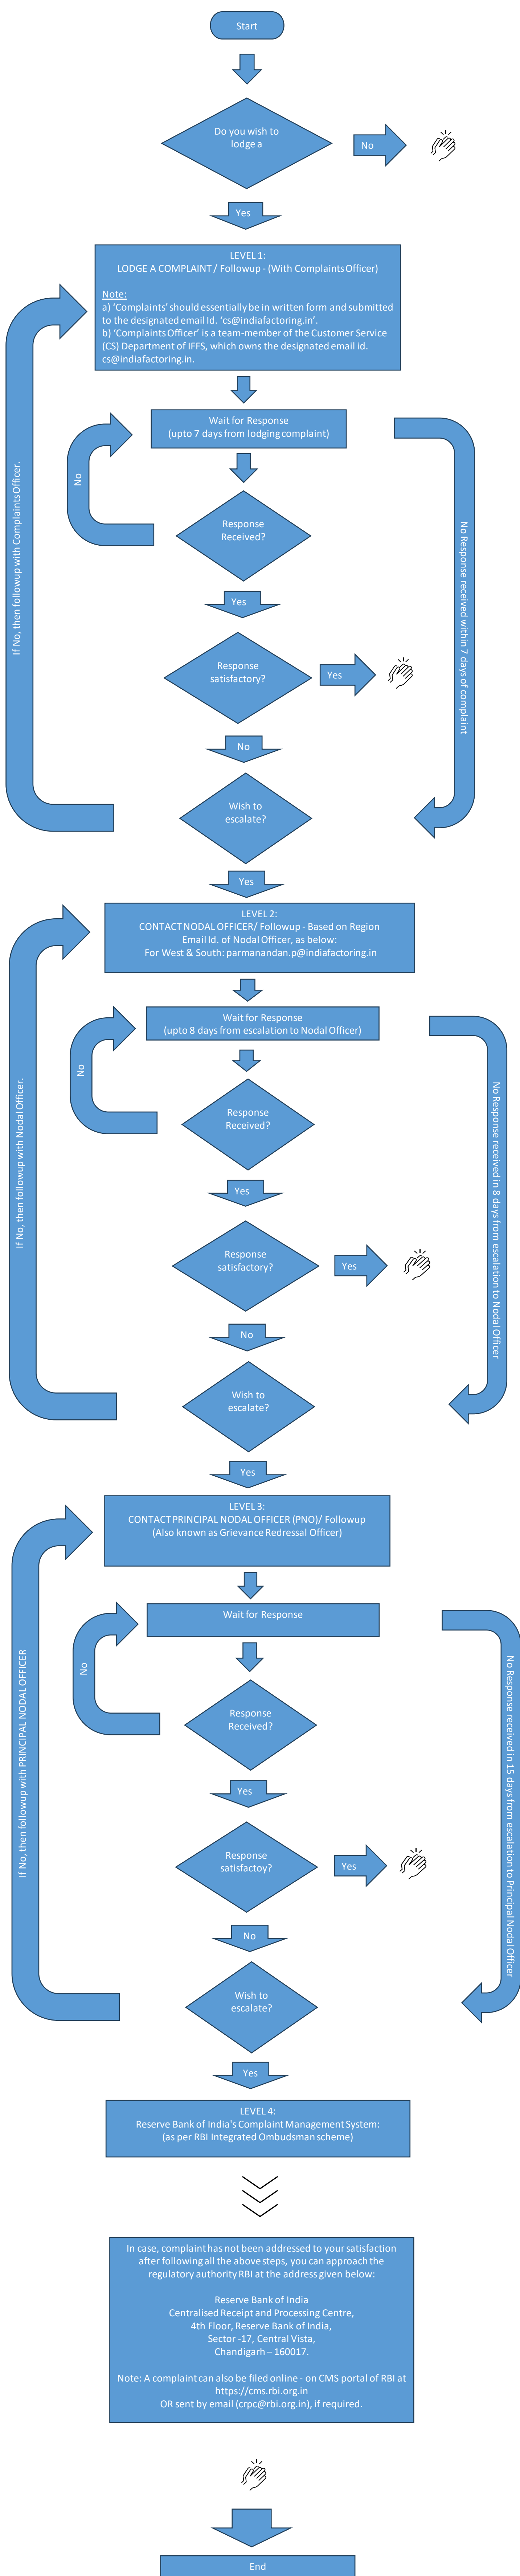 Start
Do you wish to
lodge a
No
Yes
LEVEL 1:
LODGE A COMPLAINT / Followup - (With Complaints Officer)
Note:
a) ‘Complaints’ should essentially be in written form and submitted
to the designated email Id. ‘cs@indiafactoring.in’.
b) ‘Complaints Officer’ is a team-member of the Customer Service
(CS) Department of IFFS, which owns the designated email id.
cs@indiafactoring.in.
Wait for Response
(upto 7 days from lodging complaint)
No
Response
Received?
If No, then followup with Complaints Officer.
No Response received within 7 days of complaint
Yes
Response
satisfactory?
Yes
No
Wish to
escalate?
Yes
LEVEL 2:
CONTACT NODAL OFFICER/ Followup - Based on Region
Email Id. of Nodal Officer, as below:
For West & South: parmanandan.p@indiafactoring.in
Wait for Response
(upto 8 days from escalation to Nodal Officer)
No
Response
Received?
If No, then followup with Nodal Officer.
No Response received in 8 days from escalation to Nodal Officer
Yes
Response
satisfactory?
Yes
No
Wish to
escalate?
Yes
LEVEL 3:
CONTACT PRINCIPAL NODAL OFFICER (PNO)/ Followup
(Also known as Grievance Redressal Officer)
Wait for Response
No
Response
Received?
If No, then followup with PRINCIPAL NODAL OFFICER
No Response received in 15 days from escalation to Principal Nodal Officer
Yes
Response
satisfactoy?
Yes
No
Wish to
escalate?
Yes
LEVEL 4:
Reserve Bank of India's Complaint Management System:
(as per RBI Integrated Ombudsman scheme)
In case, complaint has not been addressed to your satisfaction
after following all the above steps, you can approach the
regulatory authority RBI at the address given below:
Reserve Bank of India
Centralised Receipt and Processing Centre,
4th Floor, Reserve Bank of India,
Sector -17, Central Vista,
Chandigarh – 160017.
Note: A complaint can also be filed online - on CMS portal of RBI at
https://cms.rbi.org.in
OR sent by email (crpc@rbi.org.in), if required.
End